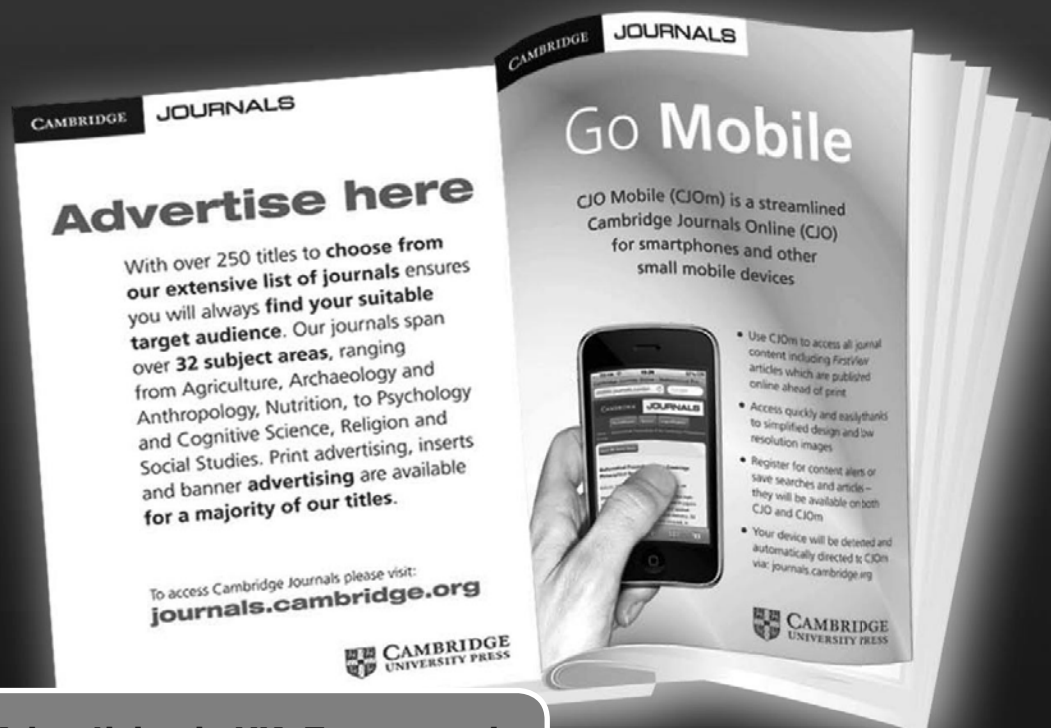 CAMBRIDGE JOURNALS
Advertise here
With over 250 titles to choose from
our extensive list of journals ensures
you will always find your suitable
target audience. Our journals span
over 32 subject areas, ranging
from Agriculture, Archaeology and
Anthropology, Nutrition, to Psychology
and Cognitive Science, Religion and
Social Studies. Print advertising, inserts
and banner advertising are available
for a majority of our titles.
To access Cambridge Journals please visit:
journals.cambridge.org
CAMBRIDGE
UNIVERSITY PRESS
CAMBRIDGE JOURNALS
Go Mobile
CJO Mobile (CJOm) is a streamlined
Cambridge Journals Online (CJO)
for smartphones and other
small mobile devices
CAMBRIDGE JOURNALS
• Use CJOm to access all journal
content including FirstView
articles which are published
online ahead of print
• Access quickly and easily thanks
to simplified design and low
resolution images
• Register for content alerts or
save searches and articles –
they will be available on both
CJO and CJOm
• Your device will be detected and
automatically directed to CJOm
via: journals.cambridge.org
CAMBRIDGE
UNIVERSITY PRESS